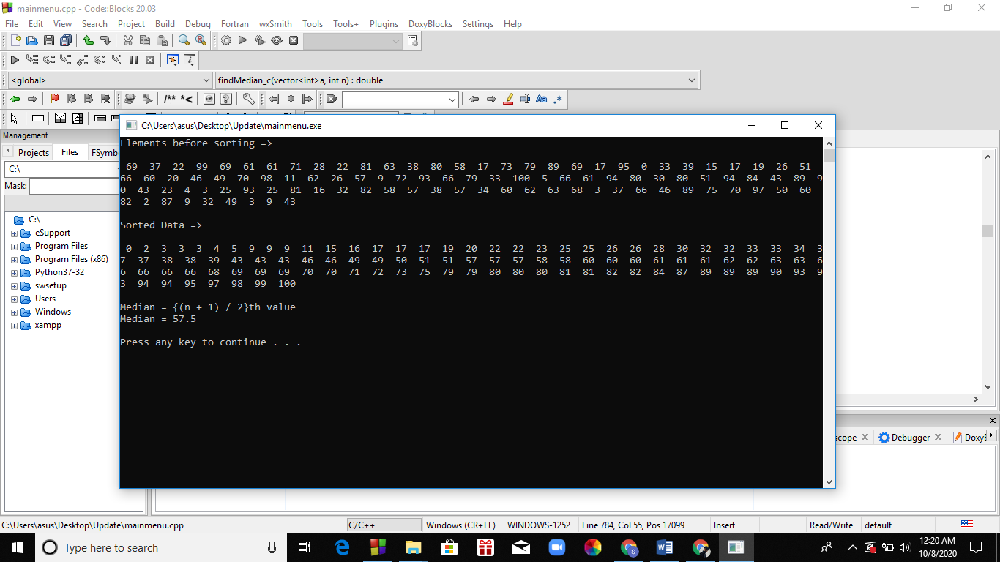 mainmenu.cpp - Code::Blocks 20.03
File Edit View Search Project Build Debug Fortran wxSmith Tools Tools+ Plugins DoxyBlocks Settings Help
<global> findMedian_c(vector<int>a, int n) : double
/** *<
Aa .*
C:\Users\asus\Desktop\Update\mainmenu.exe
Management
Projects Files FSymbo
C:\
Mask:
C:\
eSupport
Program Files
Program Files (x86)
Python37-32
swsetup
Users
Windows
xampp
Elements before sorting =>
69 37 22 99 69 61 61 71 28 22 81 63 38 80 58 17 73 79 89 69 17 95 0 33 39 15 17 19 26 51
66 60 20 46 49 70 98 11 62 26 57 9 72 93 66 79 33 100 5 66 61 94 80 30 80 51 94 84 43 89 9
0 43 23 4 3 25 93 25 81 16 32 82 58 57 38 57 34 60 62 63 68 3 37 66 46 89 75 70 97 50 60
82 2 87 9 32 49 3 9 43
Sorted Data =>
0 2 3 3 3 4 5 9 9 9 11 15 16 17 17 17 19 20 22 22 23 25 25 26 26 28 30 32 32 33 33 34 3
7 37 38 38 39 43 43 43 46 46 49 49 50 51 51 57 57 57 58 58 60 60 60 61 61 61 62 62 63 63 6
6 66 66 66 68 69 69 69 70 70 71 72 73 75 79 79 80 80 80 81 81 82 82 84 87 89 89 89 90 93 9
3 94 94 95 97 98 99 100
Median = {(n + 1) / 2}th value
Median = 57.5
Press any key to continue . . .
scope Debugger DoxyB
C:\Users\asus\Desktop\Update\mainmenu.cpp C/C++ Windows (CR+LF) WINDOWS-1252 Line 784, Col 55, Pos 17099 Insert Read/Write default
Type here to search
12:20 AM
10/8/2020